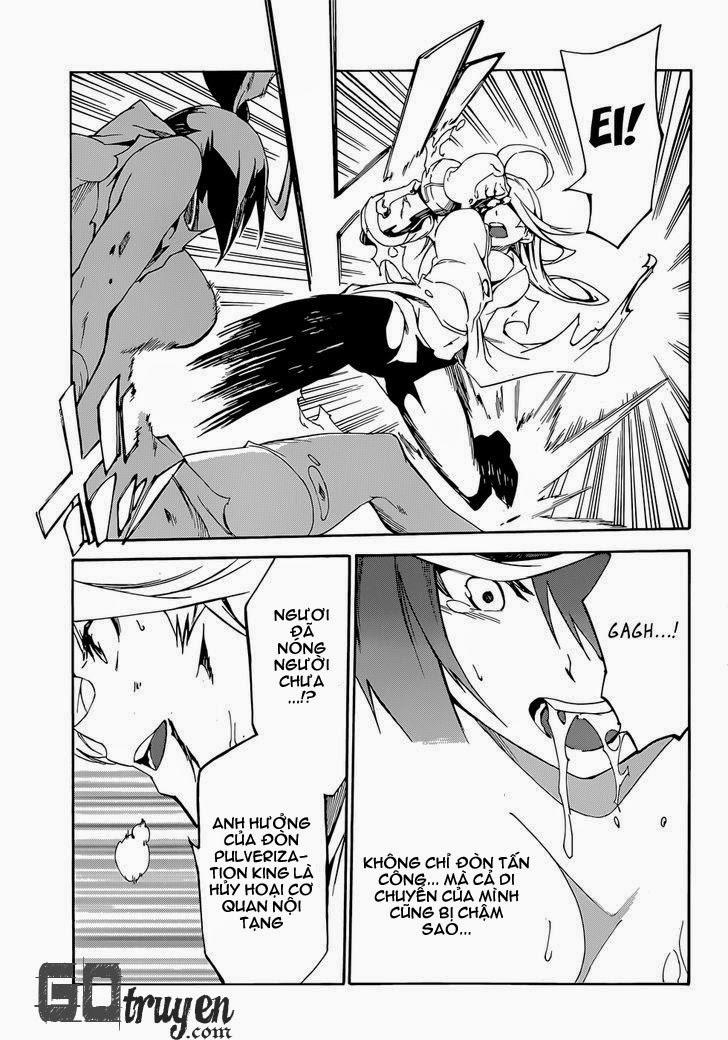 EI!
GAGH...!
KHÔNG CHỈ ĐÒN TẤN
CÔNG... MÀ CẢ DI
CHUYỂN CỦA MÌNH
CŨNG BỊ CHẬM
SAO...
NGƯƠI
ĐÃ
NÓNG
NGƯỜI
CHƯA
...!?
ANH HƯỞNG
CỦA ĐÒN
PULVERIZA-
TION KING LÀ
HỦY HOẠI CƠ
QUAN NỘI
TẠNG
GOtruyen
.com